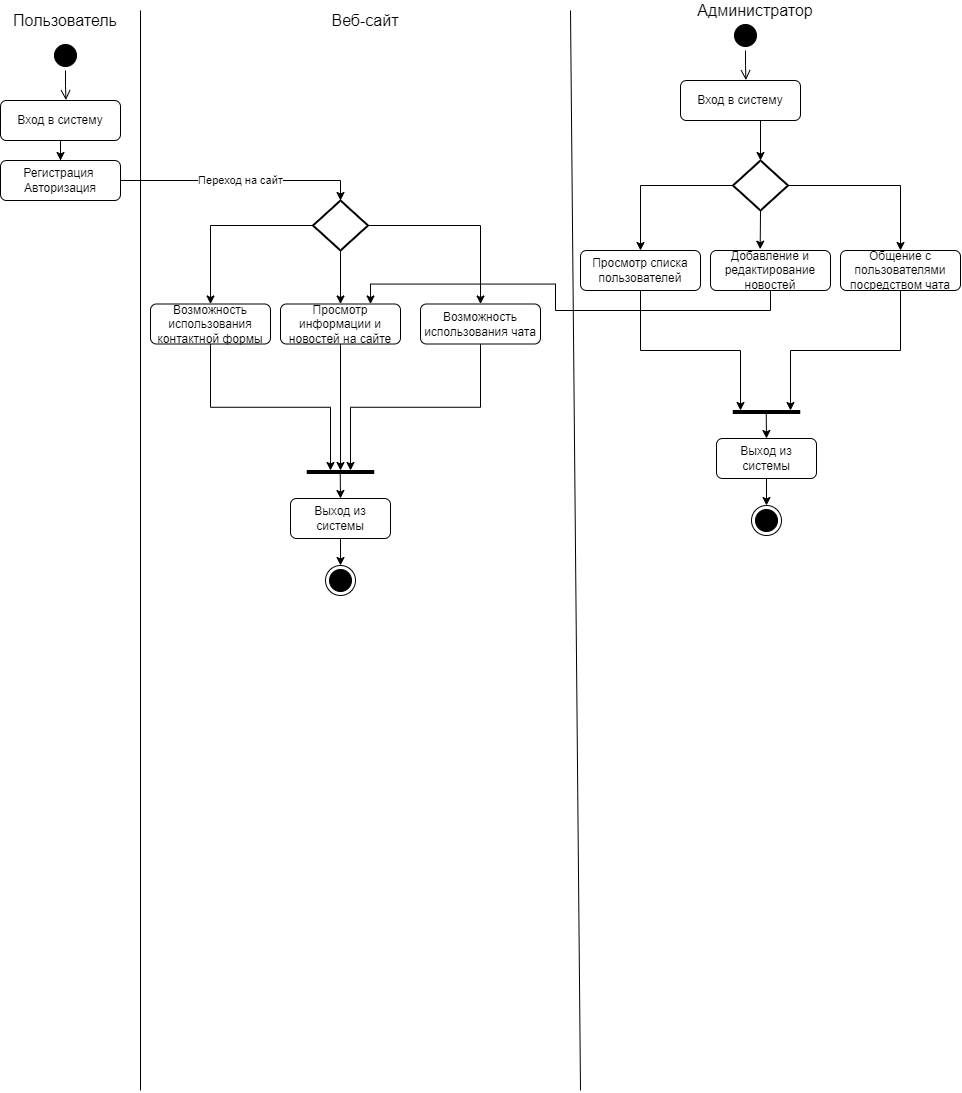 Пользователь
Веб-сайт
Администратор
Вход в систему
Регистрация
Авторизация
Переход на сайт
Возможность
использования
контактной формы
Просмотр
информации и
новостей на сайте
Возможность
использования чата
Выход из
системы
Вход в систему
Просмотр списка
пользователей
Добавление и
редактирование
новостей
Общение с
пользователями
посредством чата
Выход из
системы